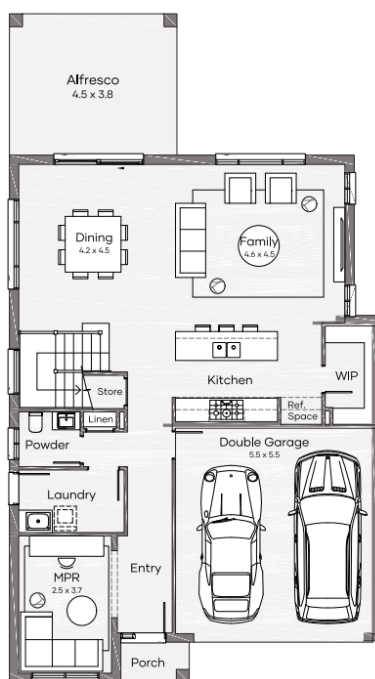 Alfresco
4.5 x 3.8
Dining
4.2 x 4.5
Family
4.6 x 4.5
Kitchen
WIP
Store
Ref.
Space
Linen
Powder
Double Garage
5.5 x 5.5
Laundry
Entry
MPR
2.5 x 3.7
Porch